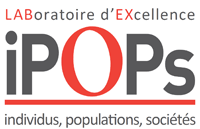 LABoratoire d'EXcellence
iPOPs
individus, populations, sociétés